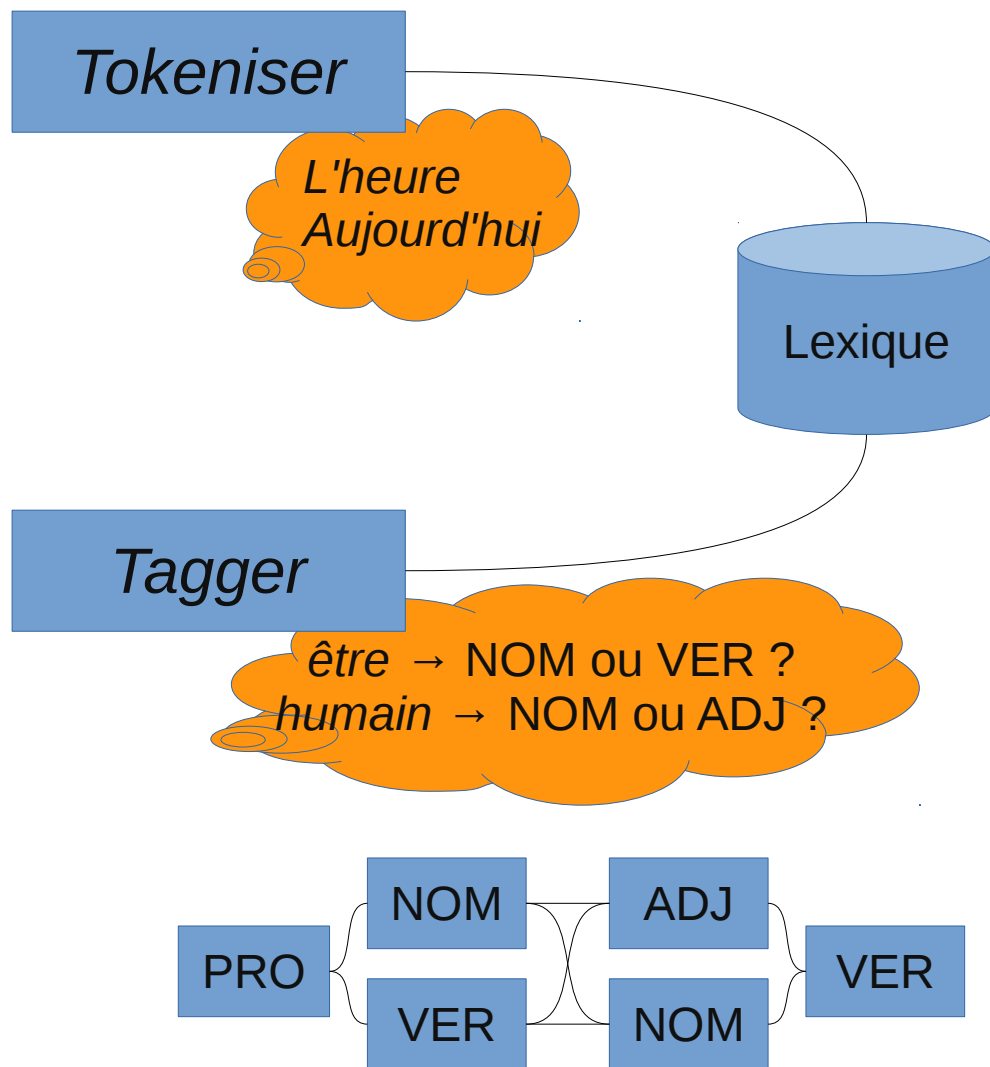 Tokeniser
L'heure
Aujourd'hui
Lexique
Tagger
être → NOM ou VER ?
humain → NOM ou ADJ ?
NOM
ADJ
PRO
VER
VER
NOM